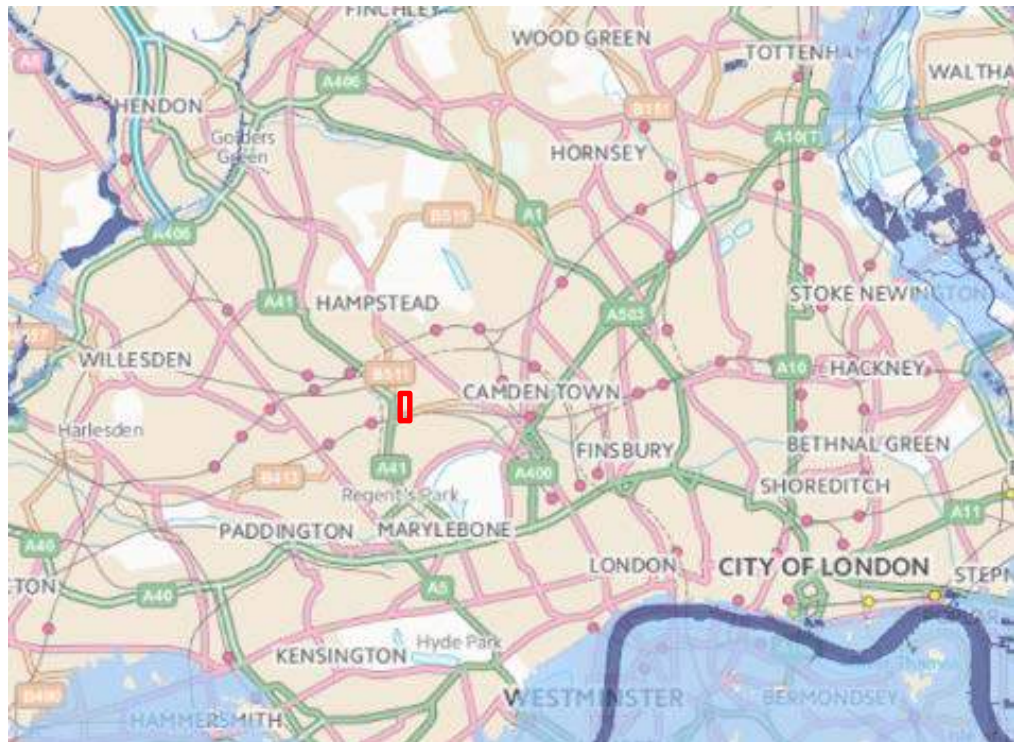 FINCHLEY
WOOD GREEN
TOTTENHAM
A5
A406
WALTHA
HENDON
B151
Golders
Green
A10(T)
HORNSEY
B519
A1
A406
A41
HAMPSTEAD
STOKE NEWINGTON
A503
WILLESDEN
B511
A10
HACKNEY
CAMDEN TOWN
Harlesden
FINSBURY
BETHNAL GREEN
A41
A400
B413
SHOREDITCH
Regent's Park
A11
PADDINGTON
MARYLEBONE
A40
LONDON
CITY OF LONDON
STEPN
TON
A40
A5
Hyde Park
KENSINGTON
Thames
WESTMINSTER
BERMONDSEY
HAMMERSMITH